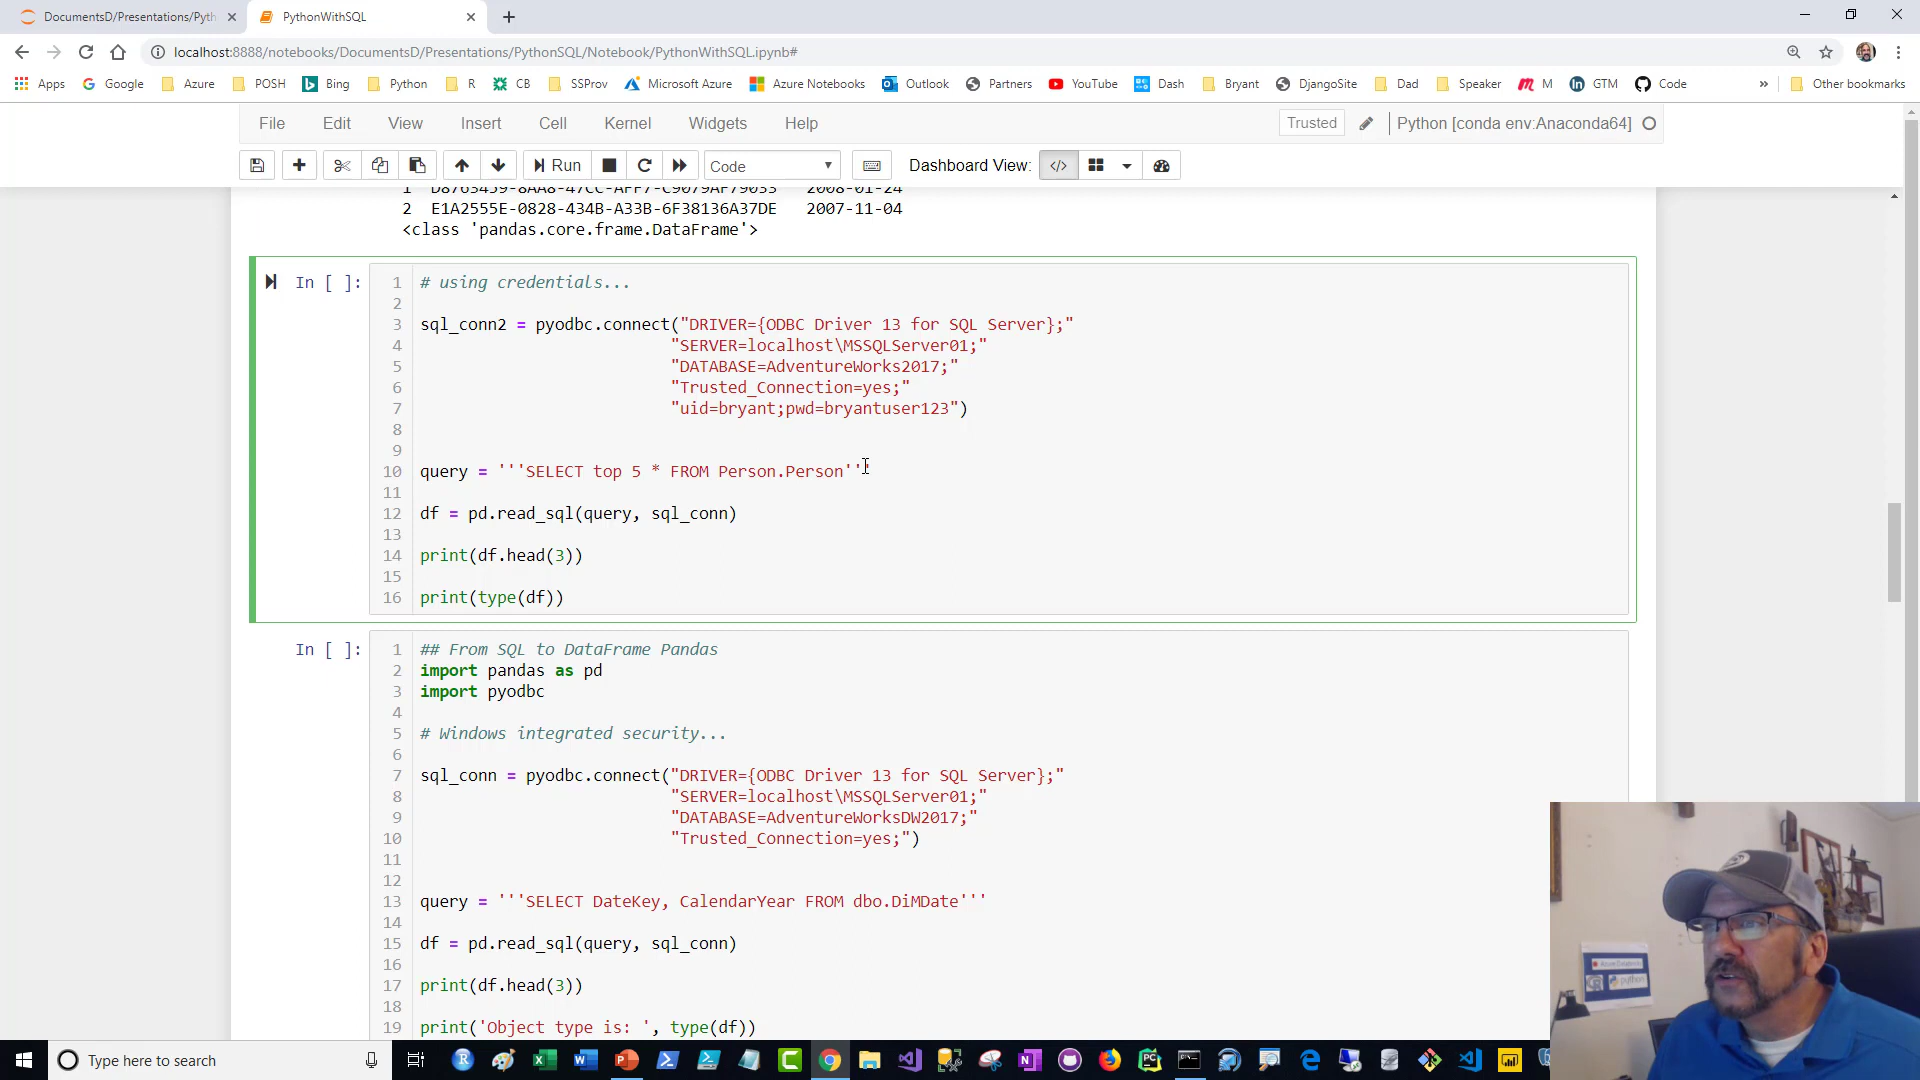 DocumentsD/Presentations/Pyth
PythonWithSQL
localhost:8888/notebooks/DocumentsD/Presentations/PythonSQL/Notebook/PythonWithSQL.ipynb#
Apps Google Azure POSH Bing Python R CB SSProv Microsoft Azure Azure Notebooks Outlook Partners YouTube Dash Bryant DjangoSite Dad Speaker M GTM Code » Other bookmarks
File Edit View Insert Cell Kernel Widgets Help Trusted Python [conda env:Anaconda64]
Run Code Dashboard View:
1 D8763459-8AA8-47CC-AFF7-C9079AF79033 2008-01-24
2 E1A2555E-0828-434B-A33B-6F38136A37DE 2007-11-04
<class 'pandas.core.frame.DataFrame'>
In [ ]:
1 # using credentials...
2
3 sql_conn2 = pyodbc.connect("DRIVER={ODBC Driver 13 for SQL Server};"
4 "SERVER=localhost\MSSQLServer01;"
5 "DATABASE=AdventureWorks2017;"
6 "Trusted_Connection=yes;"
7 "uid=bryant;pwd=bryantuser123")
8
9
10 query = '''SELECT top 5 * FROM Person.Person'''
11
12 df = pd.read_sql(query, sql_conn)
13
14 print(df.head(3))
15
16 print(type(df))
In [ ]:
1 ## From SQL to DataFrame Pandas
2 import pandas as pd
3 import pyodbc
4
5 # Windows integrated security...
6
7 sql_conn = pyodbc.connect("DRIVER={ODBC Driver 13 for SQL Server};"
8 "SERVER=localhost\MSSQLServer01;"
9 "DATABASE=AdventureWorksDW2017;"
10 "Trusted_Connection=yes;")
11
12
13 query = '''SELECT DateKey, CalendarYear FROM dbo.DiMDate'''
14
15 df = pd.read_sql(query, sql_conn)
16
17 print(df.head(3))
18
19 print('Object type is: ', type(df))
Type here to search